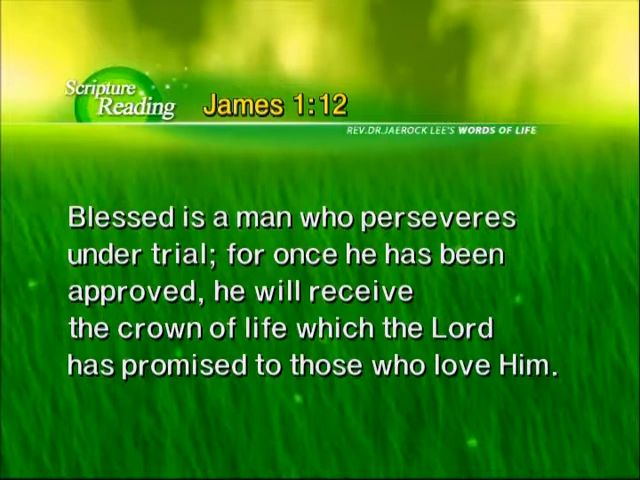 Scripture
Reading
James 1:12
REV.DR.JAEROCK LEE'S WORDS OF LIFE
Blessed is a man who perseveres
under trial; for once he has been
approved, he will receive
the crown of life which the Lord
has promised to those who love Him.